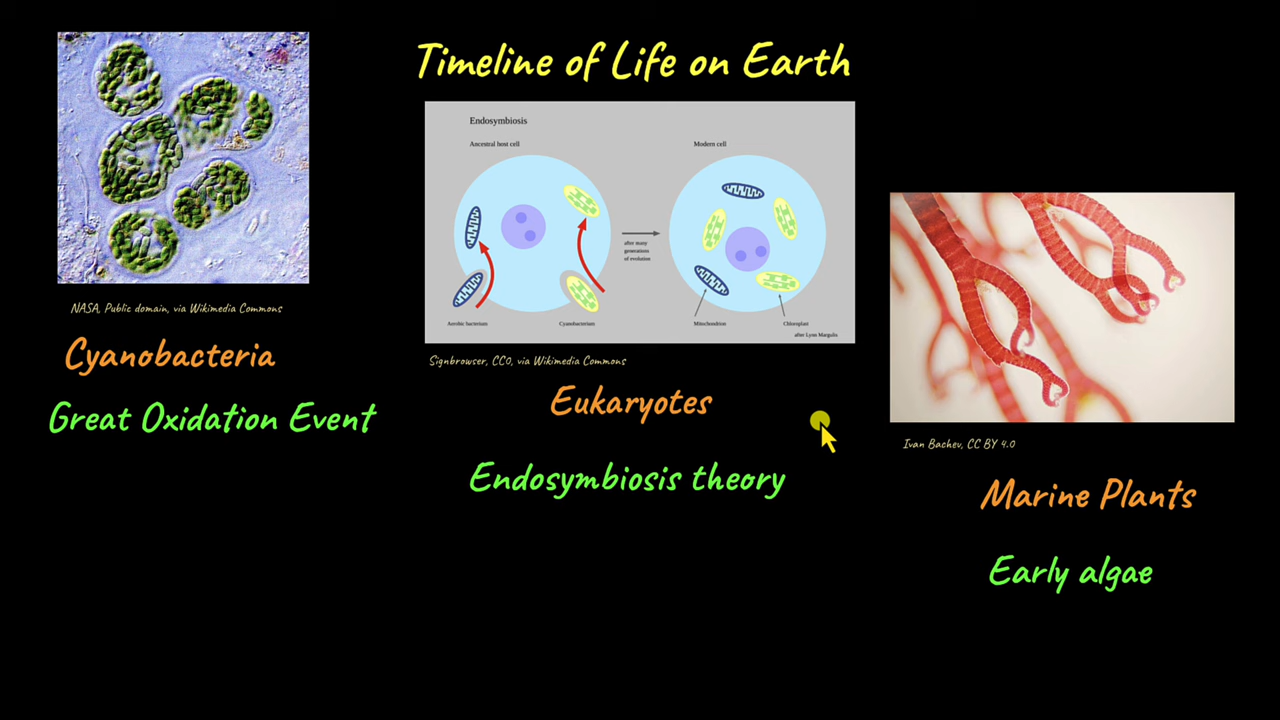 Timeline of Life on Earth
NASA, Public domain, via Wikimedia Commons
Cyanobacteria
Great Oxidation Event
Endosymbiosis
Ancestral host cell
Modern cell
after many
generations
of evolution
Aerobic bacterium
Cyanobacterium
Mitochondrion
Chloroplast
after Lynn Margulis
Signbrowser, CC0, via Wikimedia Commons
Eukaryotes
Endosymbiosis theory
Ivan Bachev, CC BY 4.0
Marine Plants
Early algae